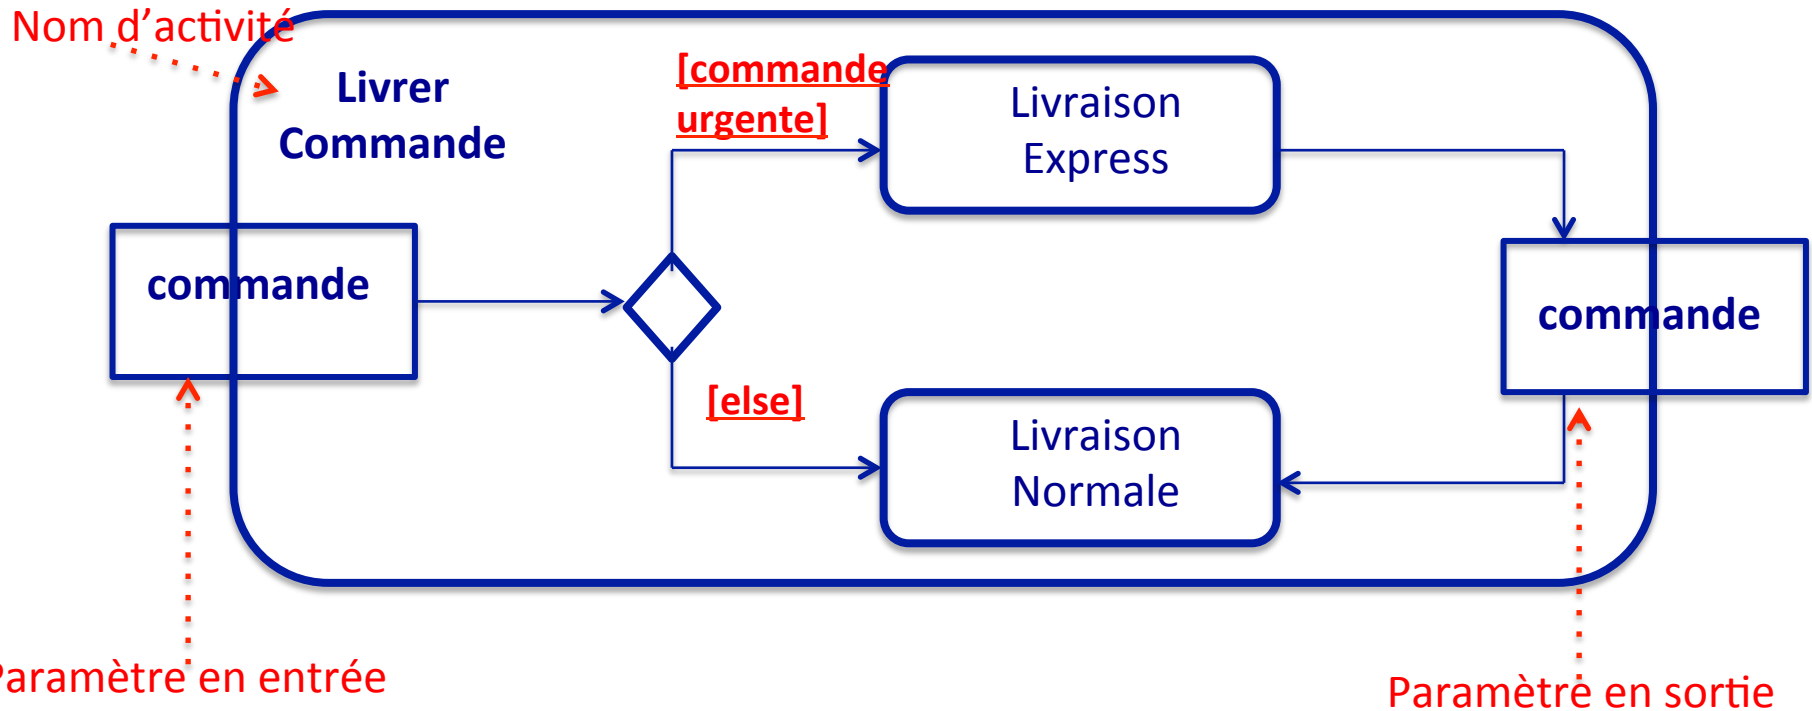 Nom d'activité
Livrer
Commande
[commande
urgente]
Livraison
Express
commande
commande
[else]
Livraison
Normale
Paramètre en entrée
Paramètre en sortie